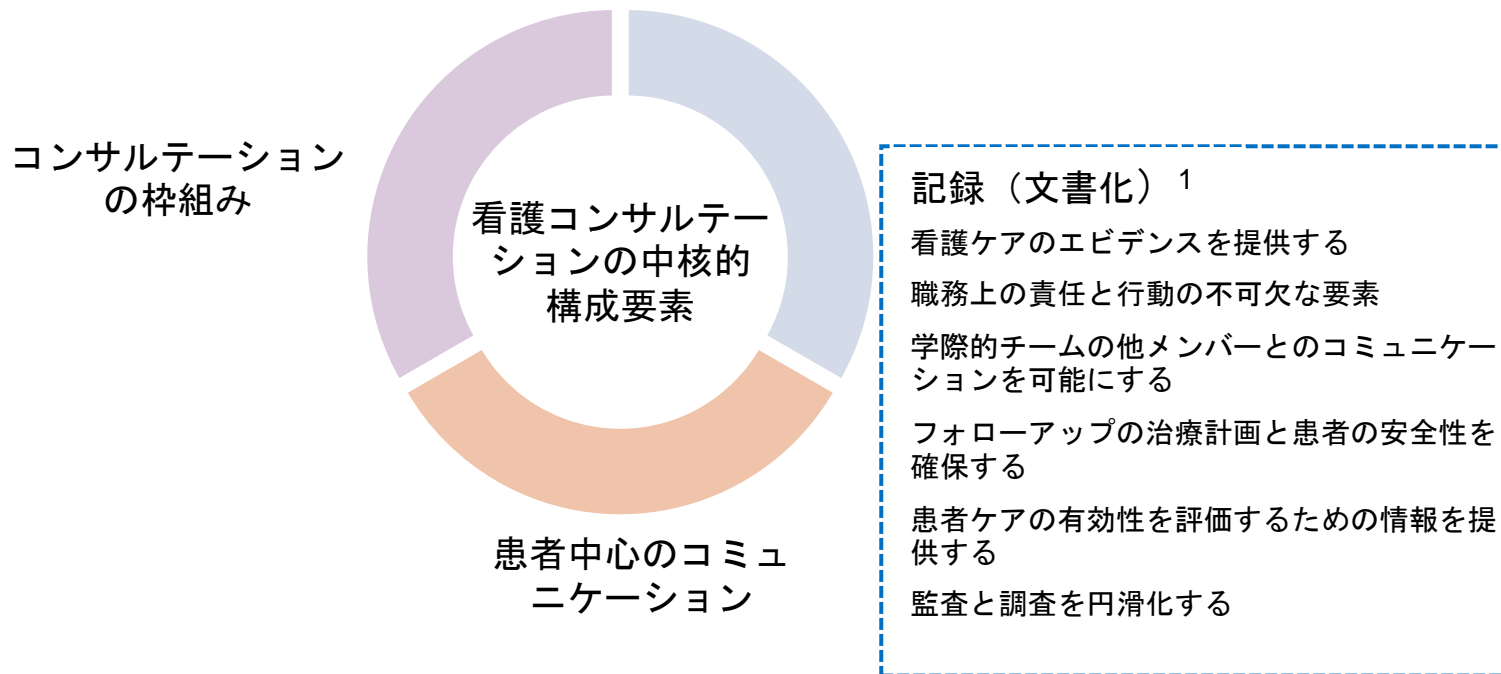 コンサルテーション
の枠組み
看護コンサルテー
ションの中核的
構成要素
患者中心のコミュ
ニケーション
記録（文書化）1
看護ケアのエビデンスを提供する
職務上の責任と行動の不可欠な要素
学際的チームの他メンバーとのコミュニケー
ションを可能にする
フォローアップの治療計画と患者の安全性を
確保する
患者ケアの有効性を評価するための情報を提
供する
監査と調査を円滑化する